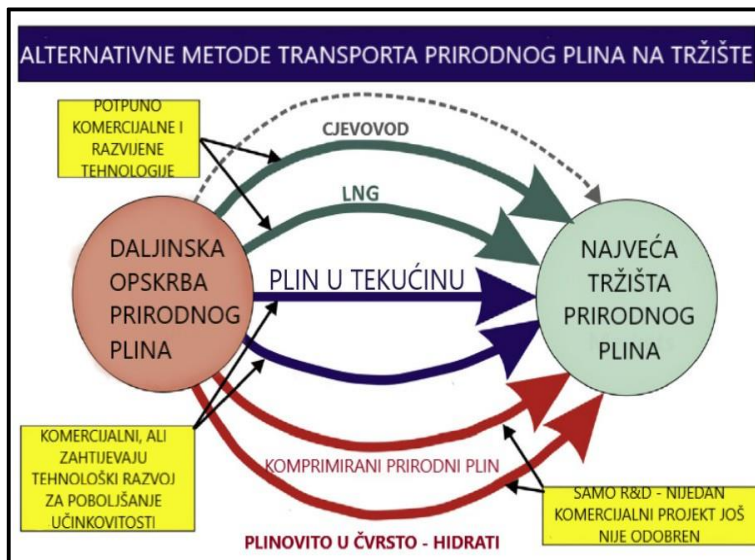 ALTERNATIVNE METODE TRANSPORTA PRIRODNOG PLINA NA TRŽIŠTE
POTPUNO
KOMERCIJALNE I
RAZVIJENE
TEHNOLOGIJE
CJEVOVOD
LNG
DALJINSKA
OPSKRBA
PRIRODNOG
PLINA
PLIN U TEKUĆINU
NAJVEĆA
TRŽIŠTA
PRIRODNOG
PLINA
KOMERCIJALNI, ALI
ZAHTIJEVAJU
TEHNOLOŠKI RAZVOJ
ZA POBOLJŠANJE
UČINKOVITOSTI
KOMPRIMIRANI PRIRODNI PLIN
SAMO R&D - NIJEDAN
KOMERCIJALNI PROJEKT JOŠ
NIJE ODOBREN
PLINOVITO U ČVRSTO - HIDRATI